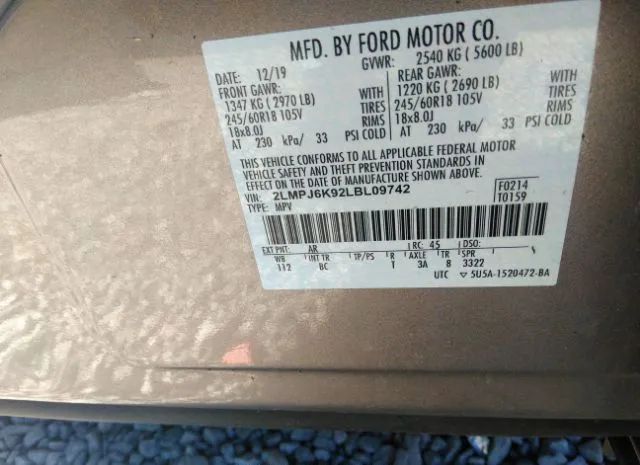 MFD. BY FORD MOTOR CO.
DATE: 12/19 GVWR: 2540 KG ( 5600 LB)
FRONT GAWR: WITH REAR GAWR: WITH
1347 KG ( 2970 LB) TIRES 1220 KG ( 2690 LB) TIRES
245/60R18 105V RIMS 245/60R18 105V RIMS
18x8.0J 18x8.0J
AT 230 kPa/ 33 PSI COLD AT 230 kPa/ 33 PSI COLD
THIS VEHICLE CONFORMS TO ALL APPLICABLE FEDERAL MOTOR
VEHICLE SAFETY AND THEFT PREVENTION STANDARDS IN
EFFECT ON THE DATE OF MANUFACTURE SHOWN ABOVE.
VIN: 2LMPJ6K92LBL09742 F0214
TYPE: MPV T0159
EXT PNT: AR RC: 45 DSO:
WB INT TR TP/PS R AXLE TR SPR
112 BC T 3A 8 3322
UTC ▽ 5U5A-1520472-BA